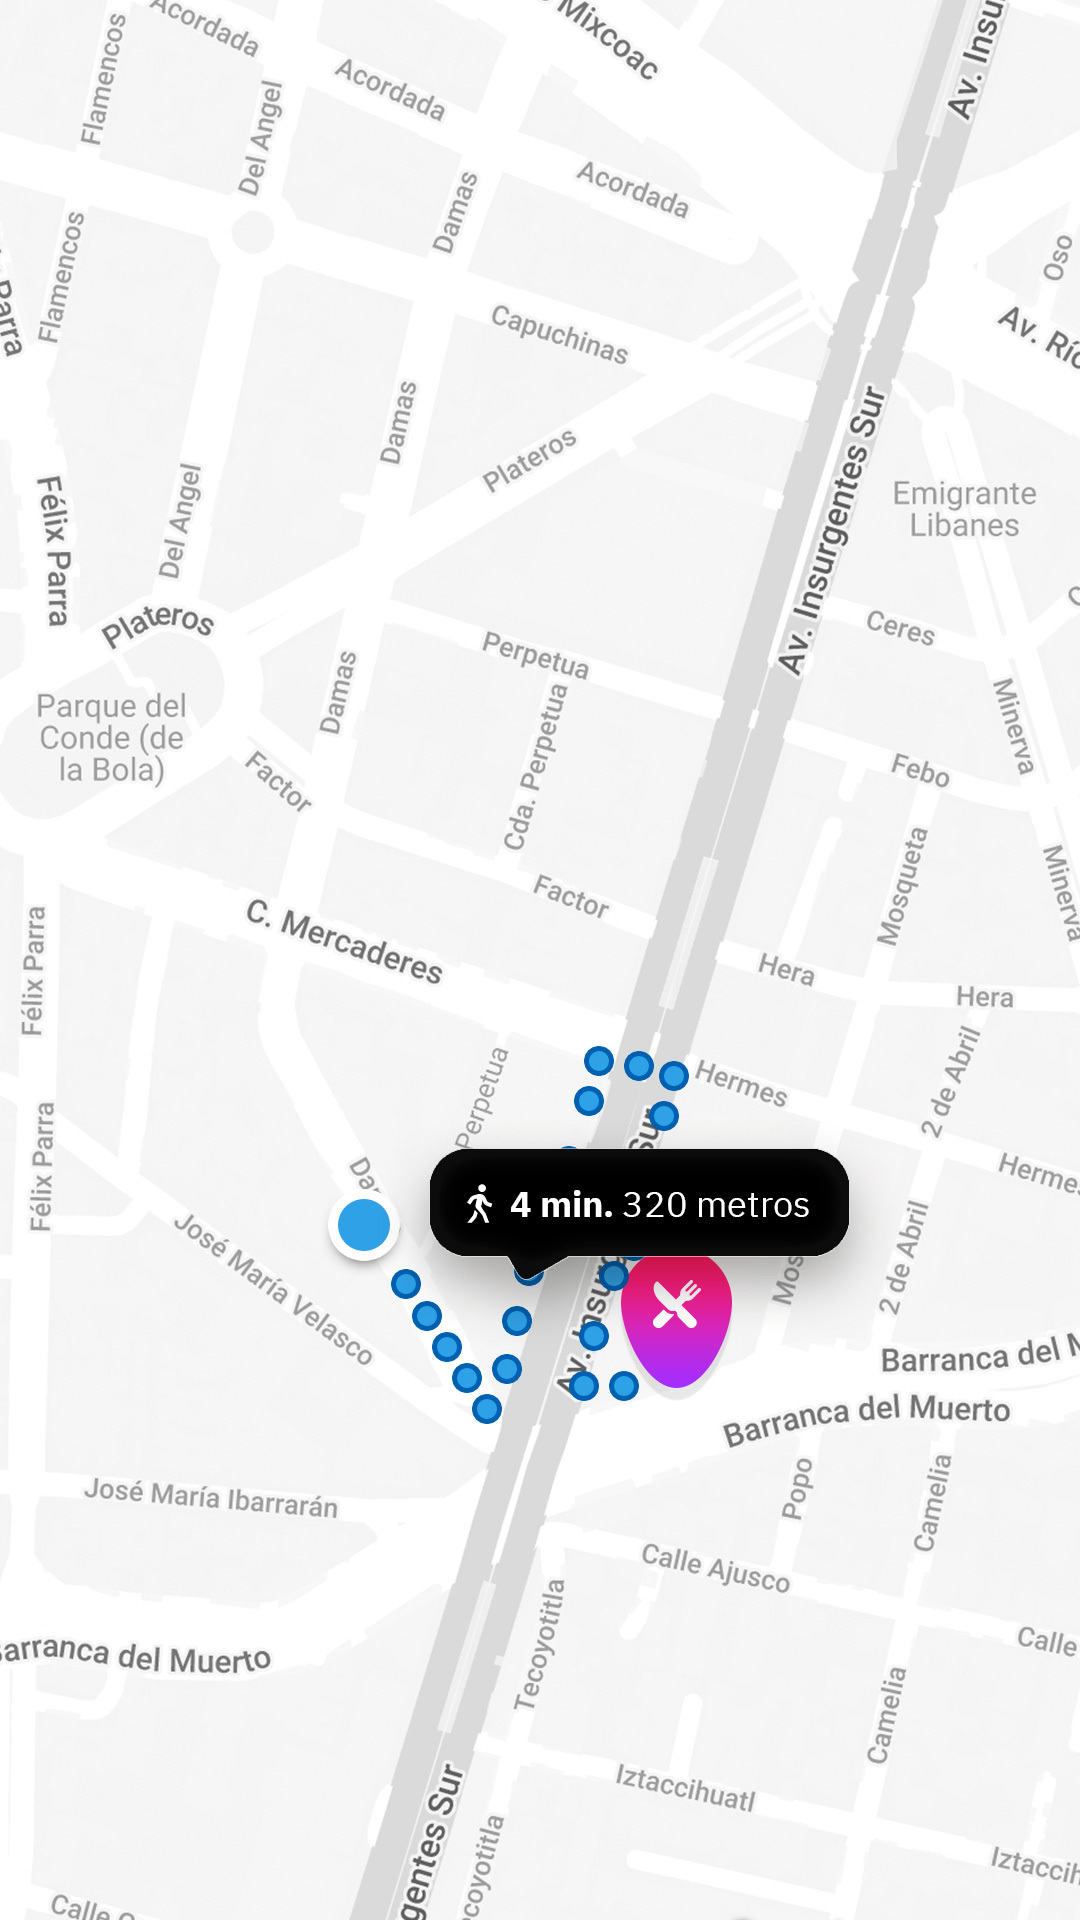 Acordada
Flamencos
Mixcoac
Av. Insu
Acordada
Del Angel
Acordada
Damas
Flamencos
Oso
Parra
Av. Río
Capuchinas
Damas
Plateros
Av. Insurgentes Sur
Emigrante
Libanes
Félix Parra
Del Angel
Plateros
Ceres
Perpetua
Damas
Parque del
Conde (de
la Bola)
Cda. Perpetua
Minerva
Factor
Febo
Mosqueta
Minerva
Factor
C. Mercaderes
Félix Parra
Hera
Hera
Perpetua
Hermes
2 de Abril
Félix Parra
Sur
Da
Hermes
4 min. 320 metros
José María Velasco
Av. Insurg
Mos
2 de Abril
Barranca del M
Barranca del Muerto
José María Ibarrarán
Popo
Camelia
Calle Ajusco
Tecoyotitla
Calle
Barranca del Muerto
Camelia
Iztaccihuatl
gentes Sur
ecoyotitla
Iztaccih
Calle C